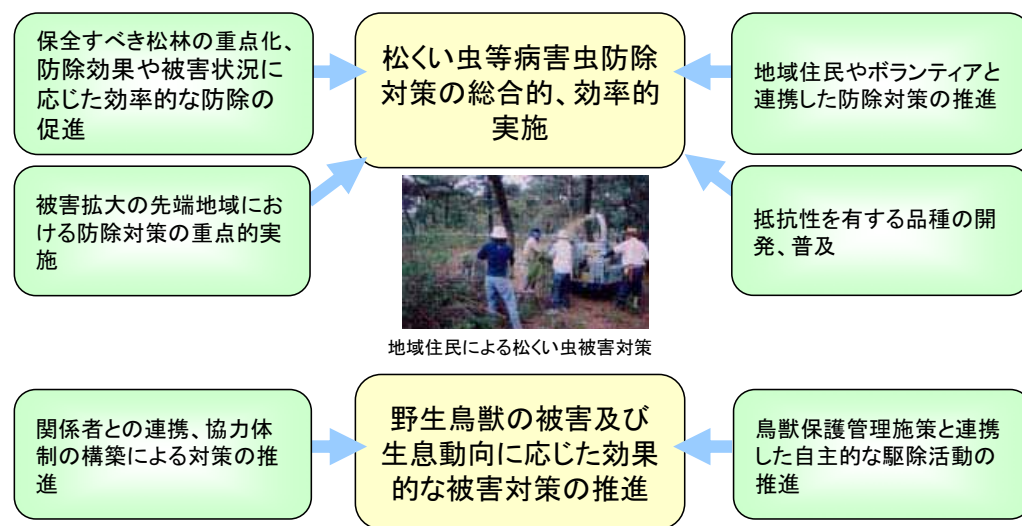 保全すべき松林の重点化、
防除効果や被害状況に
応じた効率的な防除の
促進
松くい虫等病害虫防除
対策の総合的、効率的
実施
地域住民やボランティアと
連携した防除対策の推進
被害拡大の先端地域にお
ける防除対策の重点的実
施
抵抗性を有する品種の開
発、普及
地域住民による松くい虫被害対策
関係者との連携、協力体
制の構築による対策の推
進
野生鳥獣の被害及び
生息動向に応じた効果
的な被害対策の推進
鳥獣保護管理施策と連携
した自主的な駆除活動の
推進